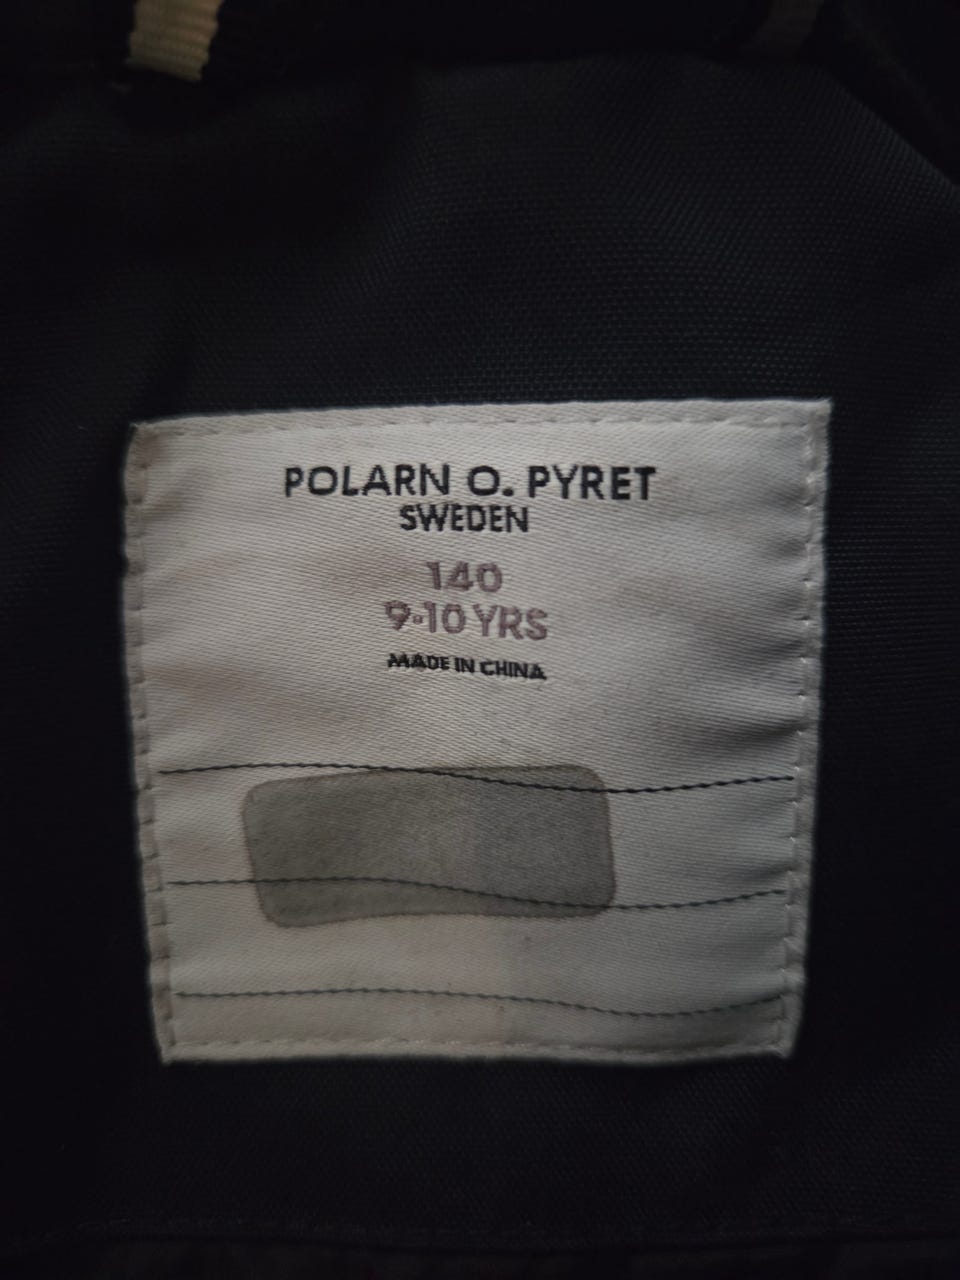 POLARN O. PYRET
SWEDEN
140
9-10 YRS
MADE IN CHINA